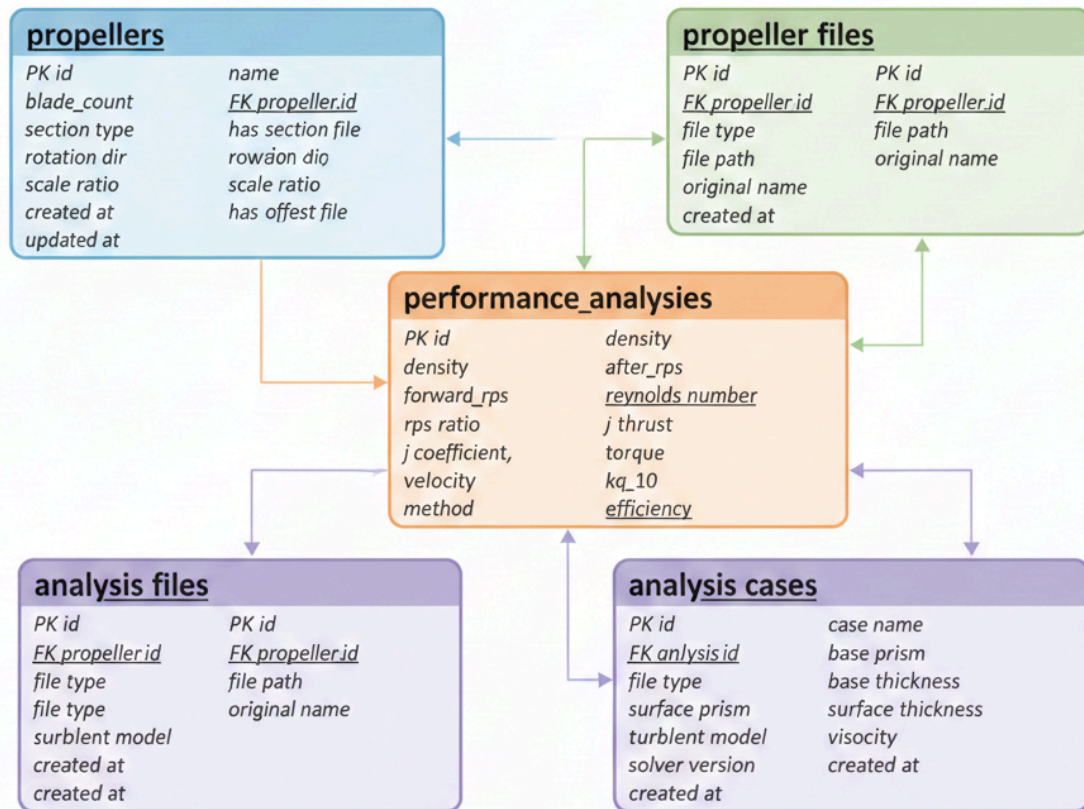 propellers
PK id name
blade_count FK propeller.id
section type has section file
rotation dir rowaion dio
scale ratio scale ratio
created at has offest file
updated at
propeller files
PK id PK id
FK propeller.id FK propeller.id
file type file path
file path original name
original name
created at
performance_analysies
PK id density
density after_rps
forward_rps reynolds number
rps ratio j thrust
j coefficient, torque
velocity kq_10
method efficiency
analysis files
PK id PK id
FK propeller id FK propeller.id
file type file path
file type original name
surblent model
created at
created at
analysis cases
PK id case name
FK anlysis id base prism
file type base thickness
surface prism surface thickness
turblent model visocity
solver version created at
created at